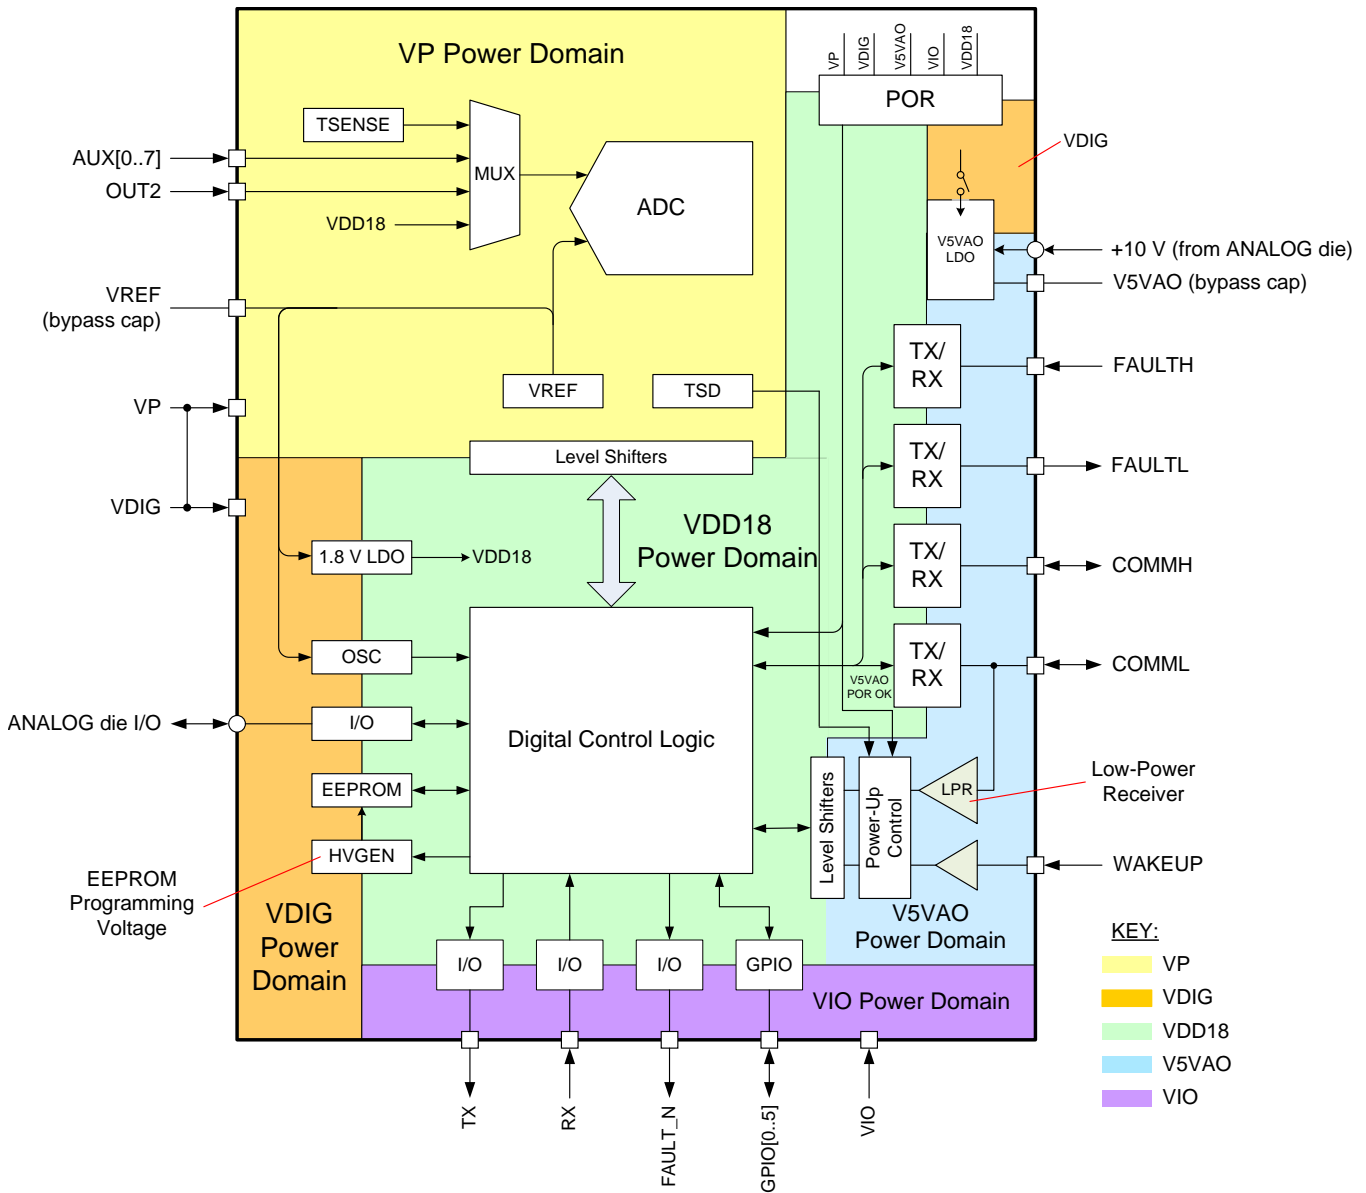 VP Power Domain
VP
VDIG
V5VAO
VIO
VDD18
POR
TSENSE
AUX[0..7]
OUT2
MUX
VDD18
ADC
VDIG
V5VAO
LDO
+10 V (from ANALOG die)
V5VAO (bypass cap)
VREF
(bypass cap)
TX/
RX
FAULTH
VREF
TSD
VP
Level Shifters
TX/
RX
FAULTL
VDIG
VDD18
Power Domain
1.8 V LDO
VDD18
TX/
RX
COMMH
OSC
TX/
RX
COMML
V5VAO
POR OK
ANALOG die I/O
I/O
Digital Control Logic
EEPROM
Level Shifters
Power-Up
Control
LPR
Low-Power
Receiver
HVGEN
WAKEUP
EEPROM
Programming
Voltage
VDIG
Power
Domain
V5VAO
Power Domain
I/O
I/O
I/O
GPIO
VIO Power Domain
TX
RX
FAULT_N
GPIO[0..5]
VIO
KEY:
VP
VDIG
VDD18
V5VAO
VIO